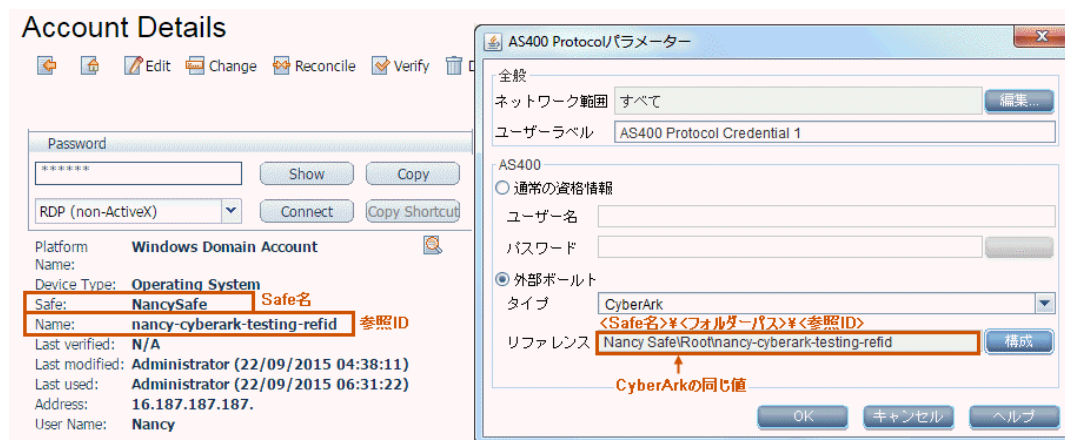 Account Details
Edit Change Reconcile Verify
Password
******
Show Copy
RDP (non-ActiveX) Connect Copy Shortcut
Platform Name: Windows Domain Account
Device Type: Operating System
Safe: NancySafe Safe名
Name: nancy-cyberark-testing-refid 参照ID
Last verified: N/A
Last modified: Administrator (22/09/2015 04:38:11)
Last used: Administrator (22/09/2015 06:31:22)
Address: 16.187.187.187.
User Name: Nancy
AS400 Protocolパラメーター
全般
ネットワーク範囲 すべて 編集...
ユーザーラベル AS400 Protocol Credential 1
AS400
通常の資格情報
ユーザー名
パスワード
外部ボールト
タイプ CyberArk
<Safe名>¥<フォルダーパス>¥<参照ID>
リファレンス Nancy Safe\Root\nancy-cyberark-testing-refid 構成
CyberArkの同じ値
OK キャンセル ヘルプ